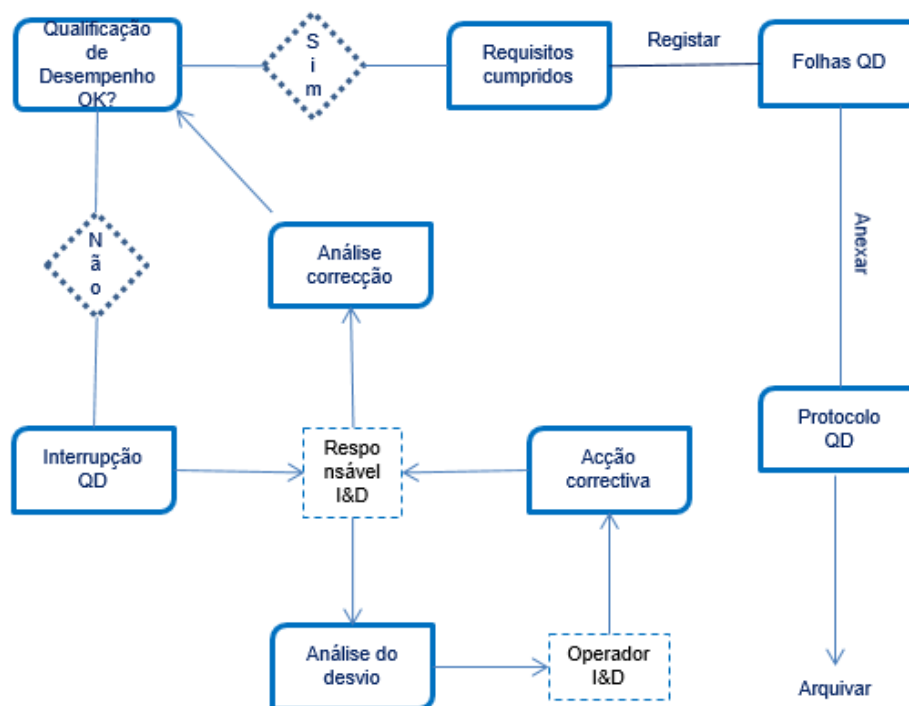 Qualificação
de
Desempenho
OK?
S
i
m
Requisitos
cumpridos
Registar
Folhas QD
N
ã
o
Análise
correcção
Anexar
Interrupção
QD
Respo
nsável
I&D
Acção
correctiva
Protocolo
QD
Análise do
desvio
Operador
I&D
Arquivar